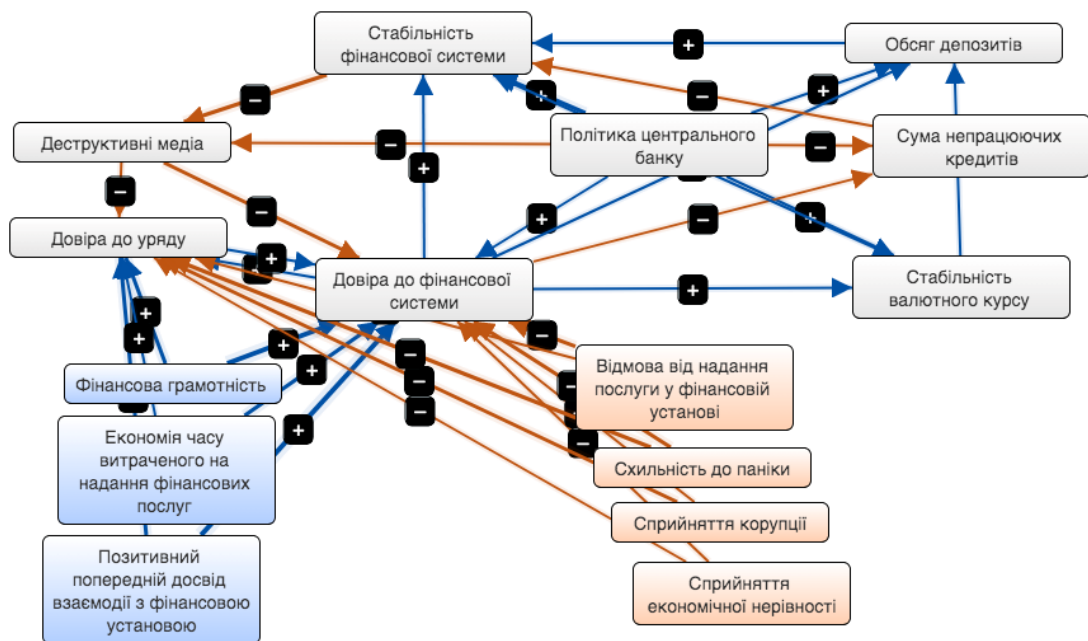 Стабільність
фінансової системи
Обсяг депозитів
+
+
+
−
−
Деструктивні медіа
−
Політика центрального
банку
−
Сума непрацюючих
кредитів
+
−
−
Довіра до уряду
+
−
+
+
−
Довіра до фінансової
системи
+
Стабільність
валютного курсу
+
+
+
+
−
−
Фінансова грамотність
Відмова від надання
послуги у фінансовій
установі
−
−
−
+
Економія часу
витраченого на
надання фінансових
послуг
−
Схильність до паніки
Сприйняття корупції
Позитивний
попередній досвід
взаємодії з фінансовою
установою
Сприйняття
економічної нерівності